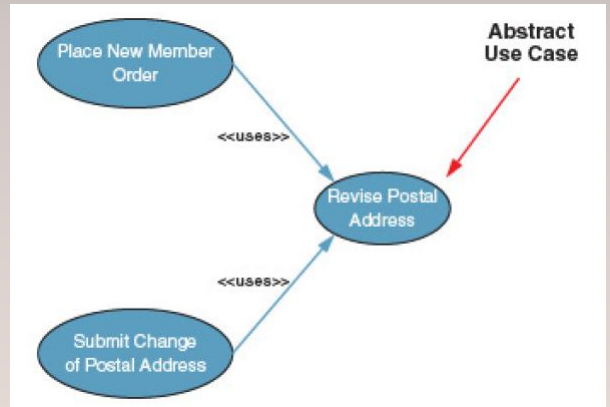 Place New Member
Order
Abstract
Use Case
<<uses>>
Revise Postal
Address
<<uses>>
Submit Change
of Postal Address